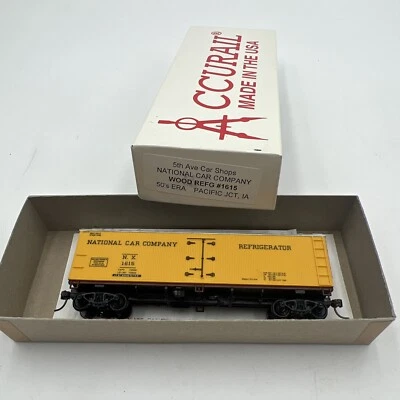 ACCURAIL
MADE IN THE USA
5th Ave Car Shops
NATIONAL CAR COMPANY
WOOD REFG #1615
50's ERA PACIFIC JCT, IA
NATIONAL CAR COMPANY
REFRIGERATOR
N X
1615